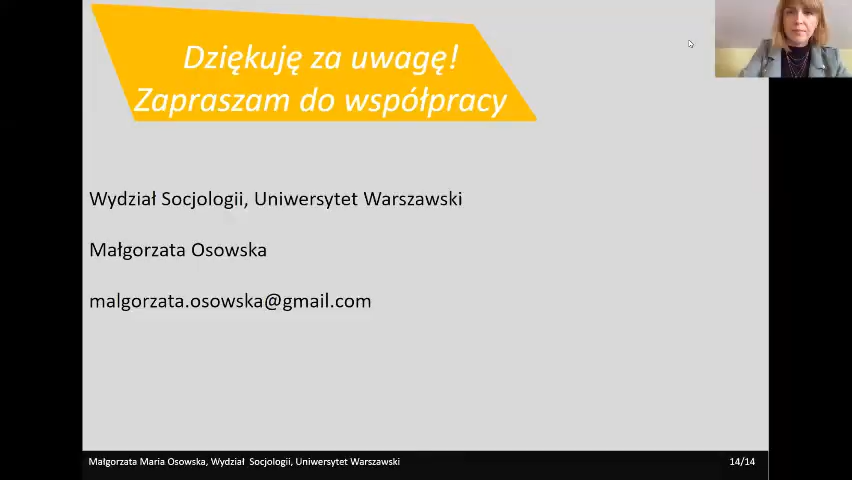 Dziękuję za uwagę!
Zapraszam do współpracy
Wydział Socjologii, Uniwersytet Warszawski
Małgorzata Osowska
malgorzata.osowska@gmail.com
Małgorzata Maria Osowska, Wydział Socjologii, Uniwersytet Warszawski
14/14